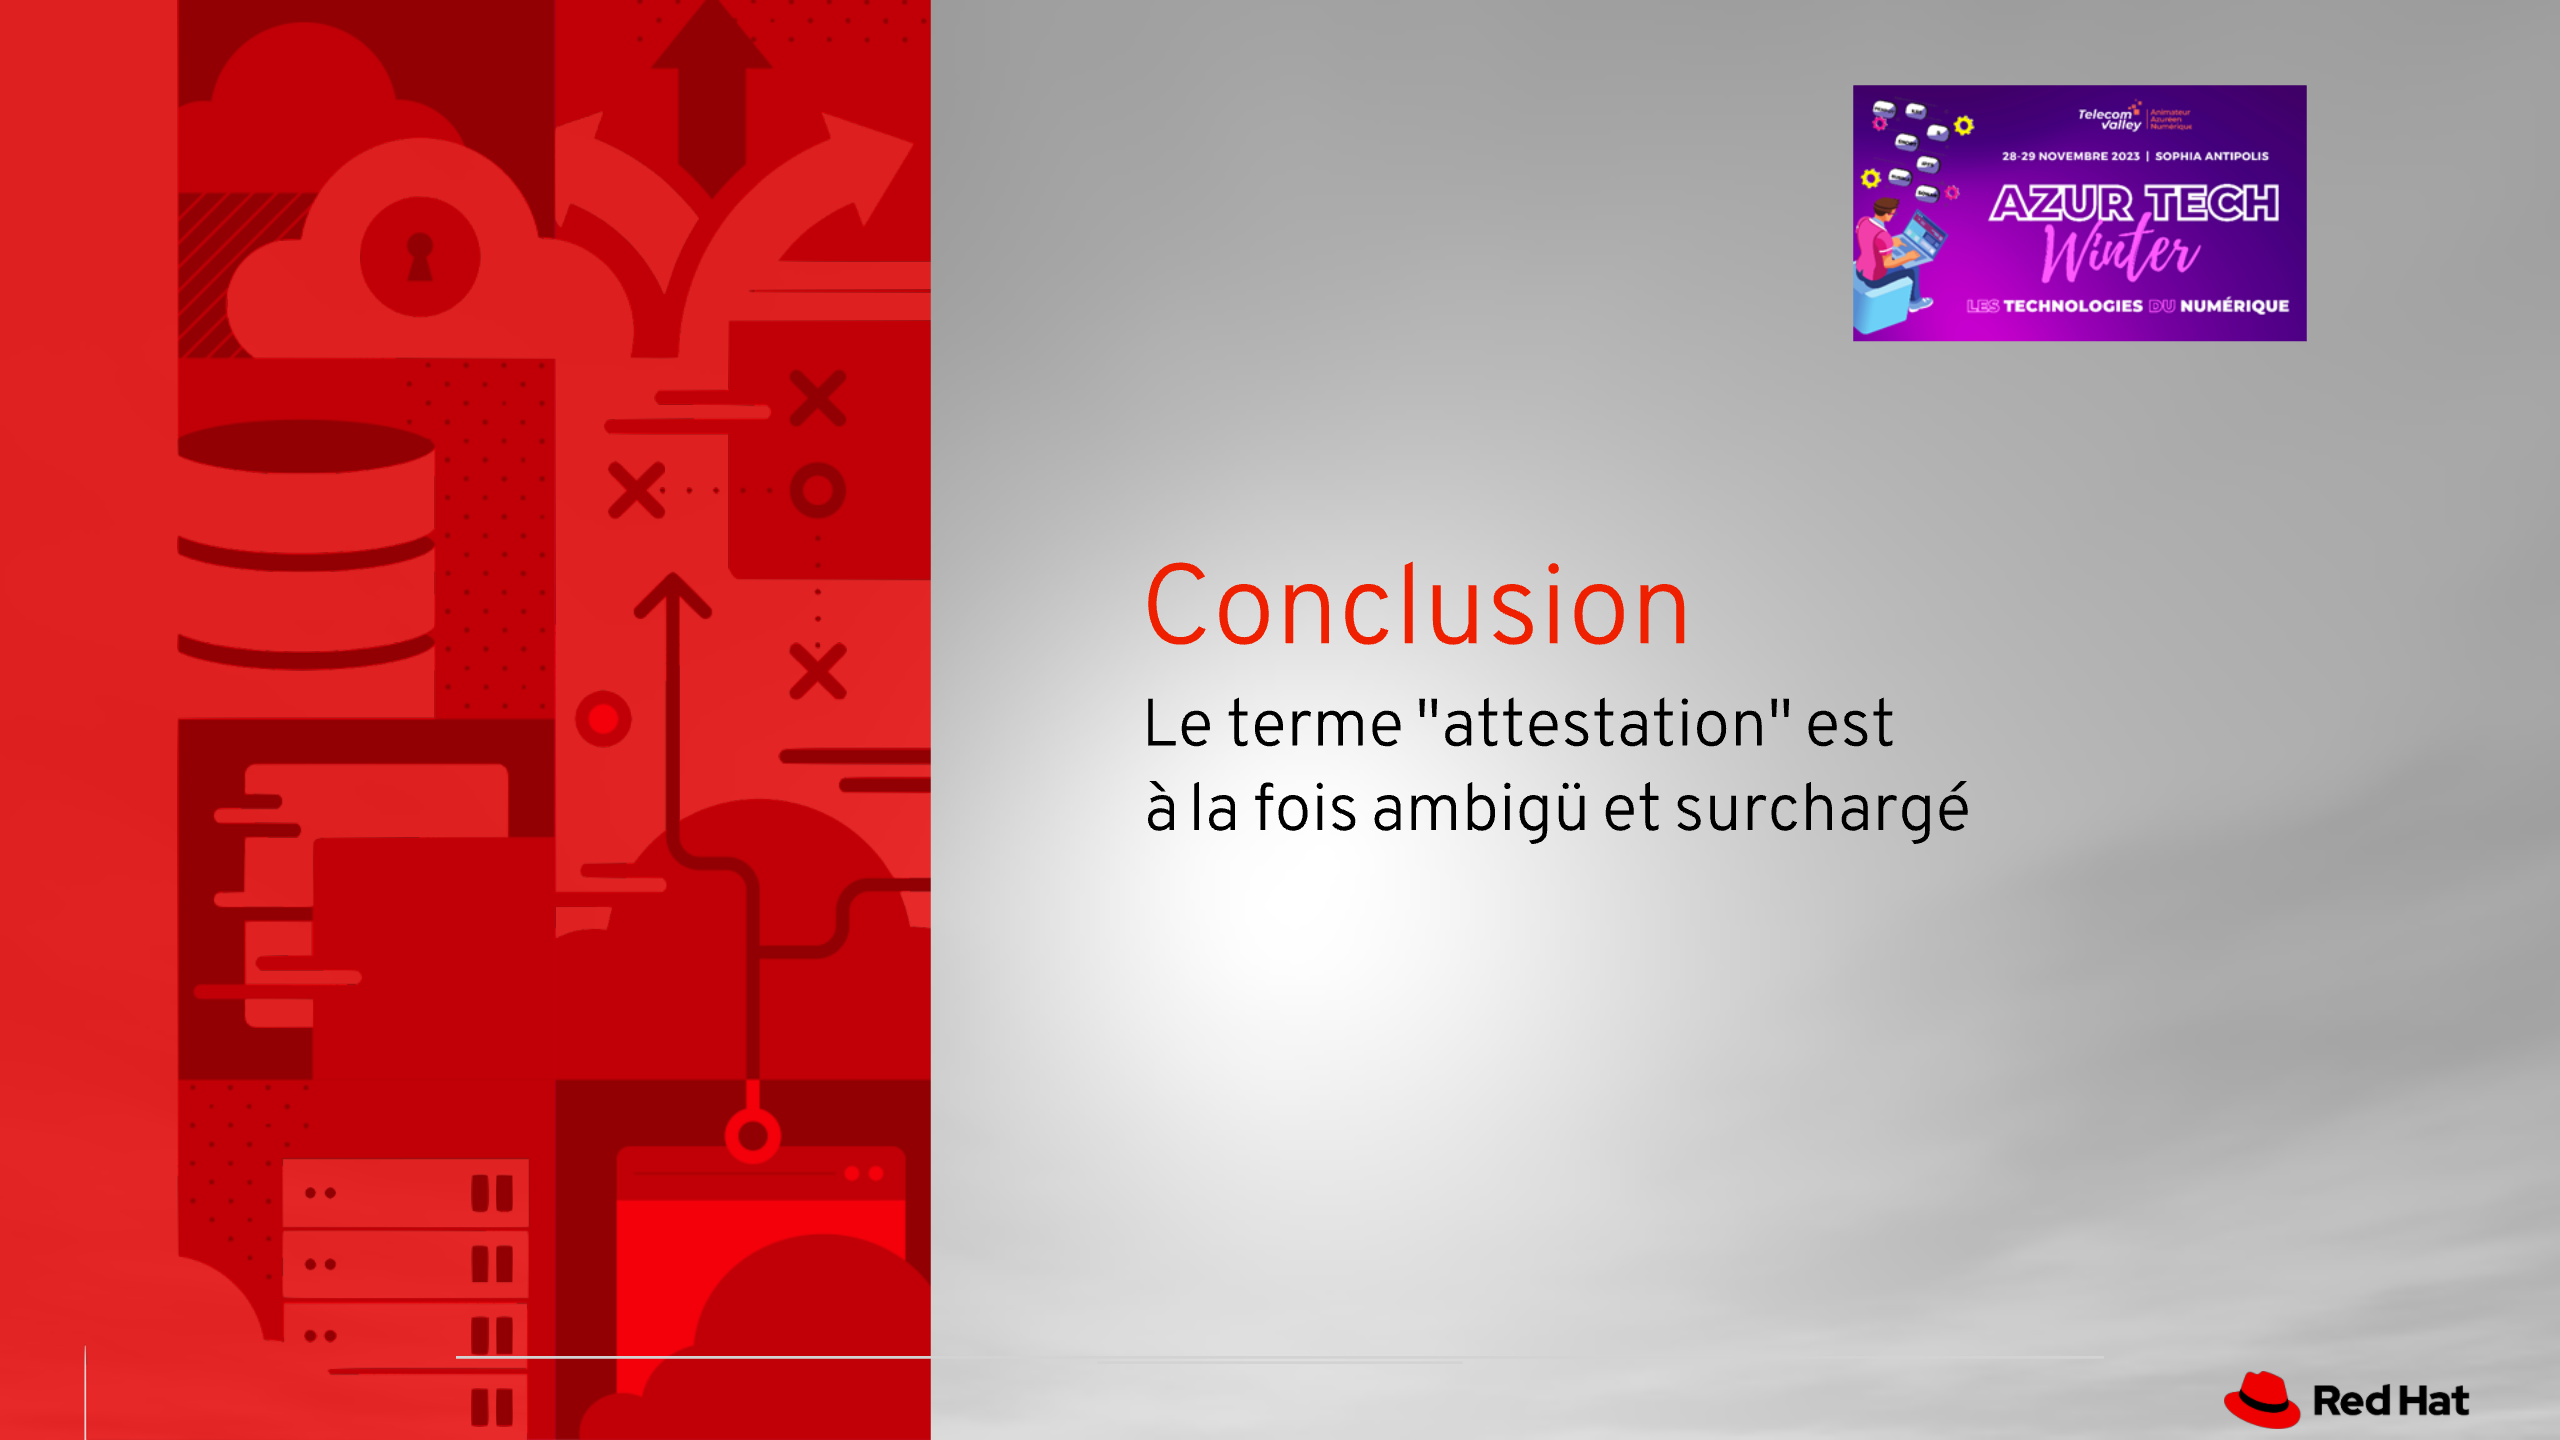 Telecom Valley
Animateur
Azuréen
Numérique
28-29 NOVEMBRE 2023 | SOPHIA ANTIPOLIS
AZUR TECH
Winter
LES TECHNOLOGIES DU NUMÉRIQUE
Conclusion
Le terme "attestation" est
à la fois ambigü et surchargé
Red Hat